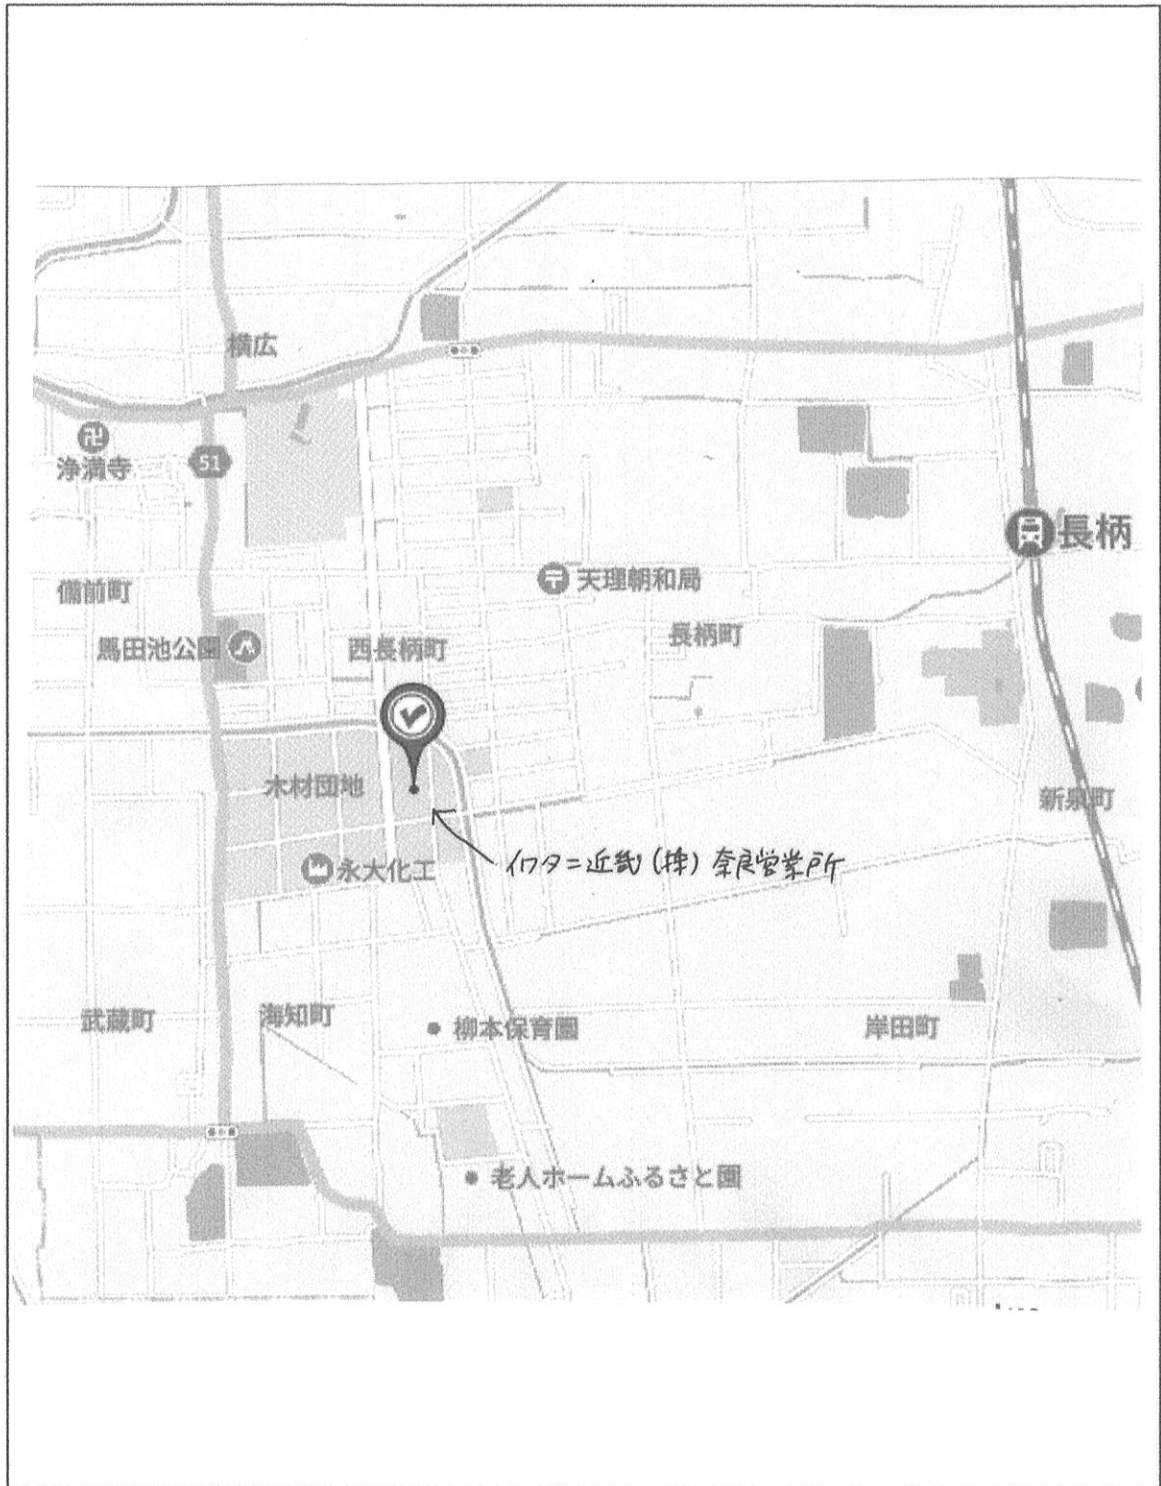 横広
浄満寺
51
長柄
天理朝和局
備前町
長柄町
馬田池公園
西長柄町
木材団地
新泉町
イワタニ近畿(株)奈良営業所
永大化工
海知町
武蔵町
柳本保育園
岸田町
老人ホームふるさと園